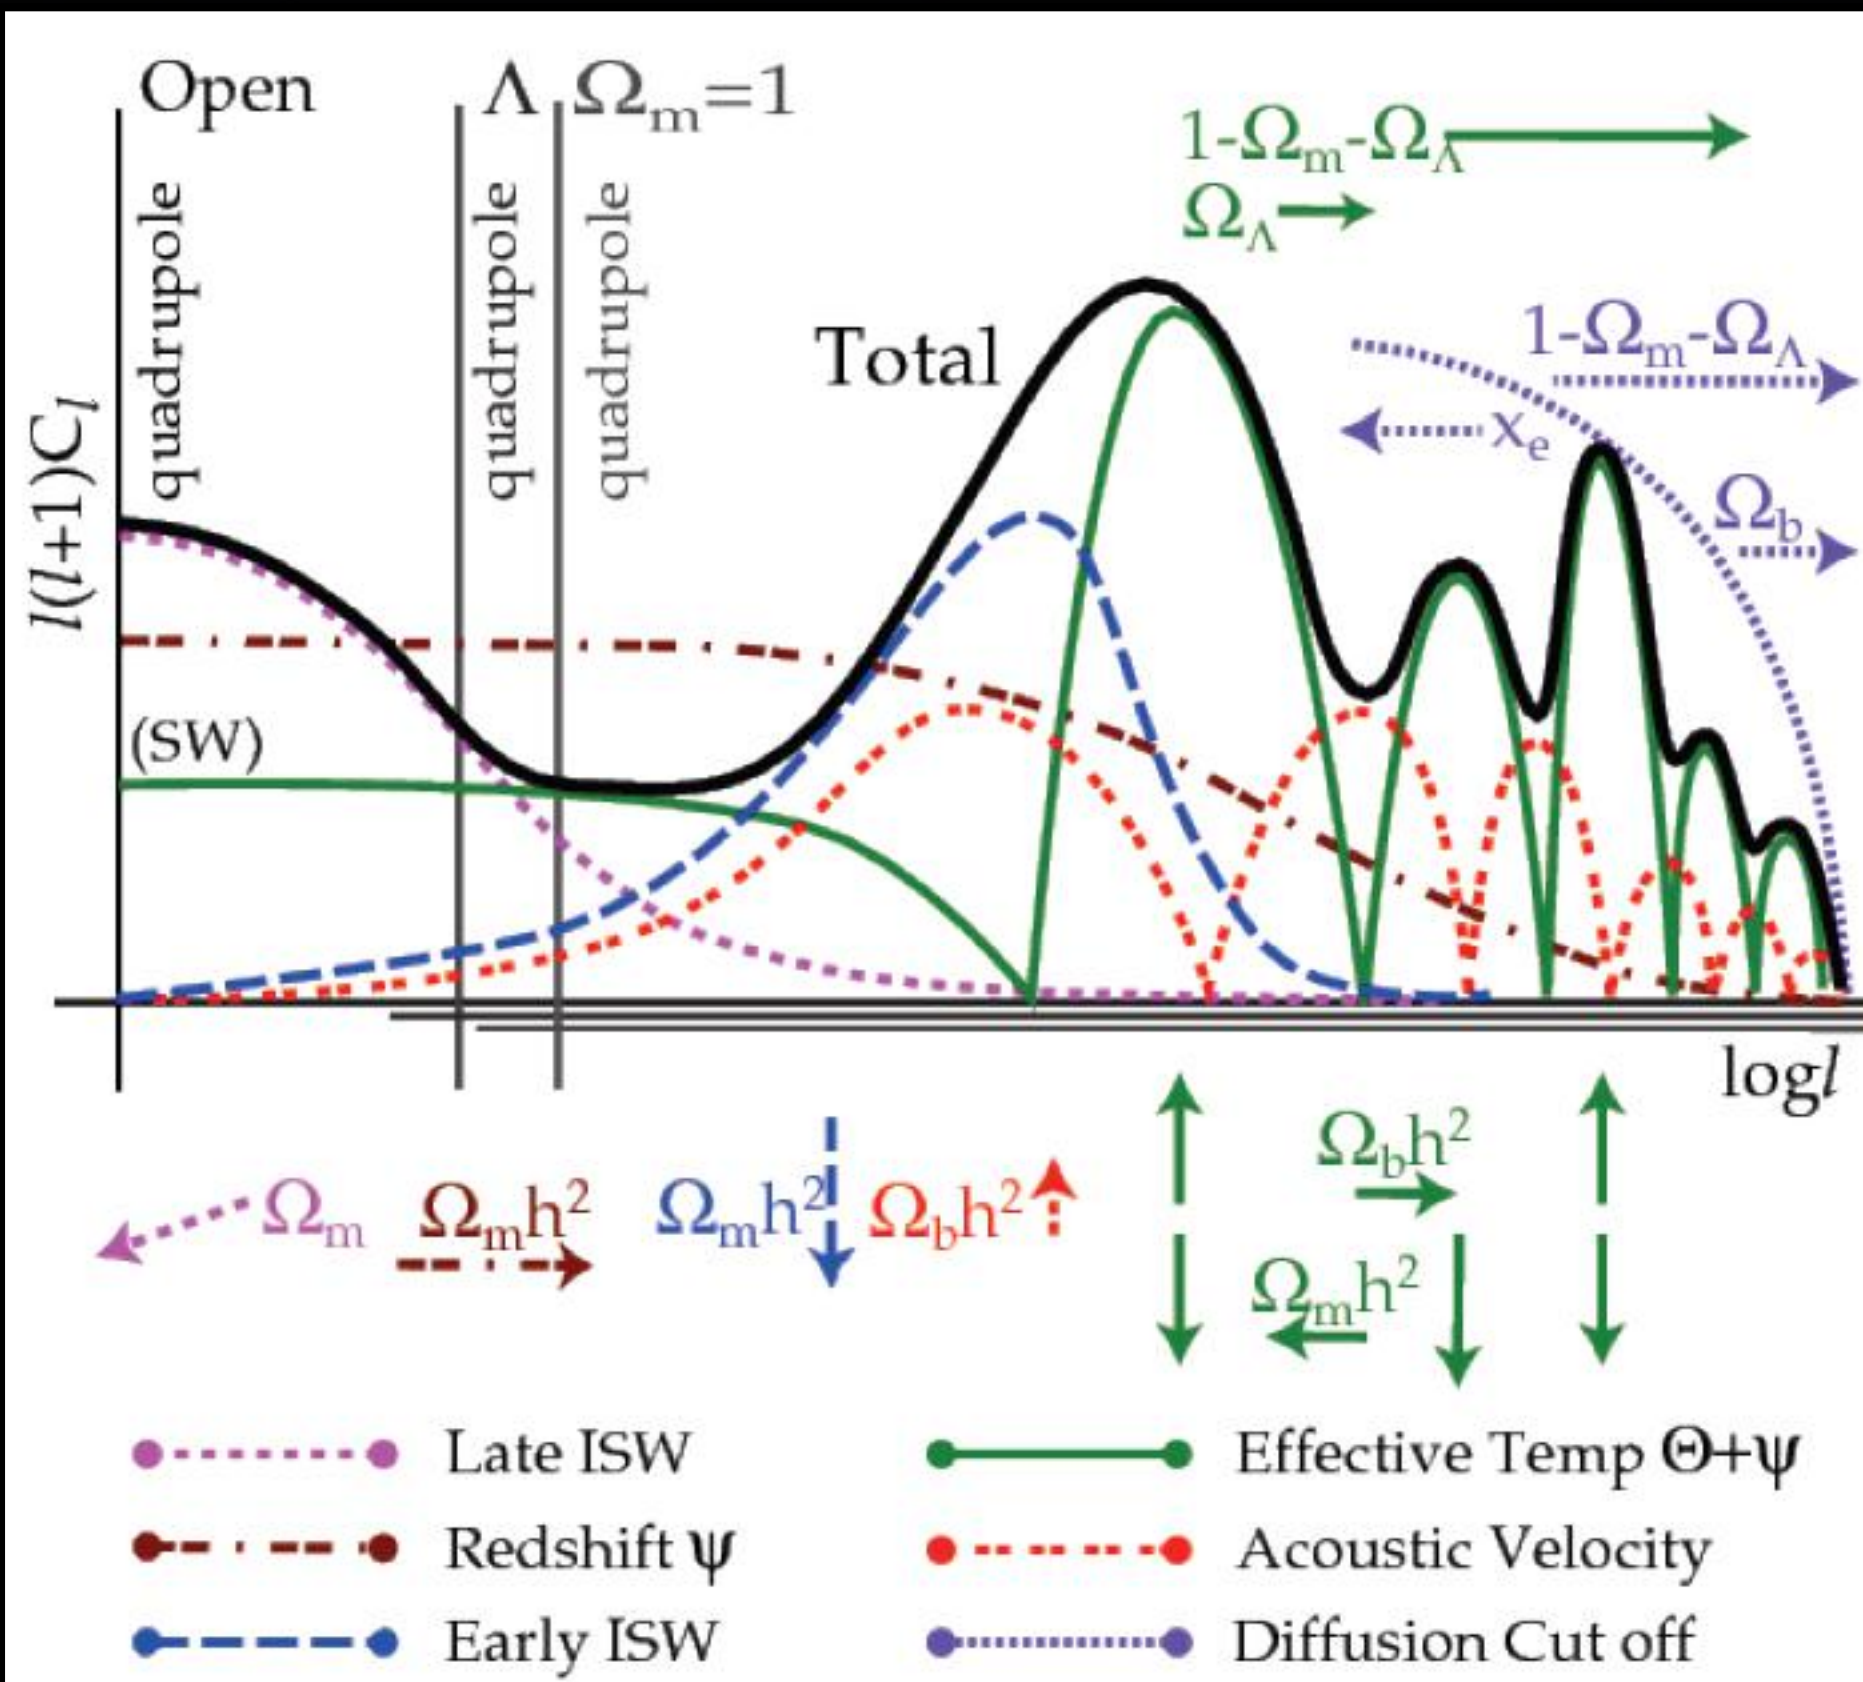 Open
Λ
Ωm=1
quadrupole
quadrupole
quadrupole
1-Ωm-ΩΛ
ΩΛ
Total
1-Ωm-ΩΛ
xe
Ωb
l(l+1)Cl
(SW)
logl
Ωm
Ωmh²
Ωmh²
Ωbh²
Ωbh²
Ωmh²
Late ISW
Effective Temp Θ+ψ
Redshift ψ
Acoustic Velocity
Early ISW
Diffusion Cut off